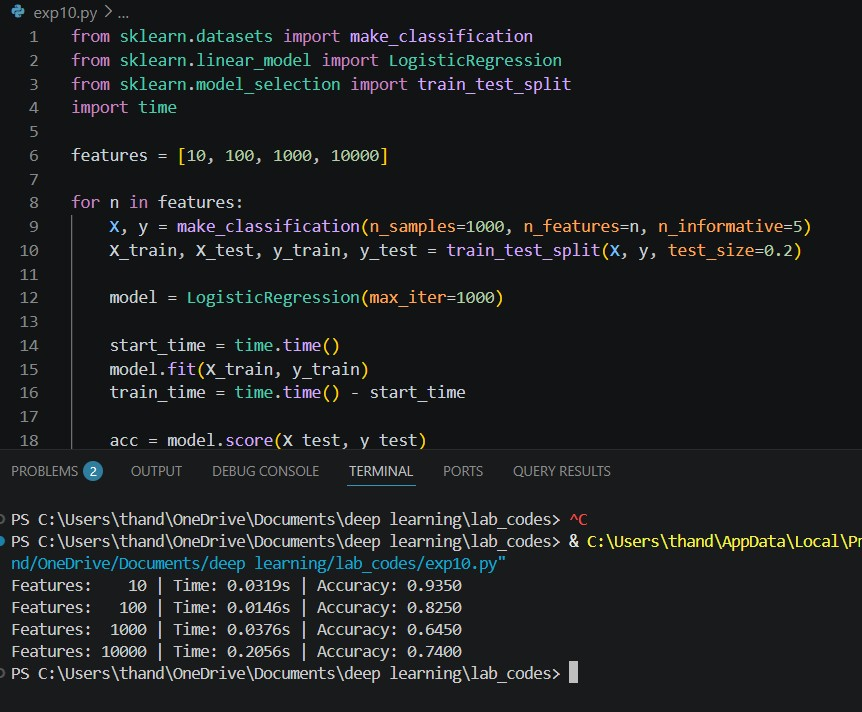 exp10.py > ...
1 from sklearn.datasets import make_classification
2 from sklearn.linear_model import LogisticRegression
3 from sklearn.model_selection import train_test_split
4 import time
5
6 features = [10, 100, 1000, 10000]
7
8 for n in features:
9     X, y = make_classification(n_samples=1000, n_features=n, n_informative=5)
10     X_train, X_test, y_train, y_test = train_test_split(X, y, test_size=0.2)
11
12     model = LogisticRegression(max_iter=1000)
13
14     start_time = time.time()
15     model.fit(X_train, y_train)
16     train_time = time.time() - start_time
17
18     acc = model.score(X_test, y_test)
PROBLEMS 2 OUTPUT DEBUG CONSOLE TERMINAL PORTS QUERY RESULTS
PS C:\Users\thand\OneDrive\Documents\deep learning\lab_codes> ^C
PS C:\Users\thand\OneDrive\Documents\deep learning\lab_codes> & C:\Users\thand\AppData\Local\Pr
nd/OneDrive/Documents/deep learning/lab_codes/exp10.py"
Features:    10 | Time: 0.0319s | Accuracy: 0.9350
Features:   100 | Time: 0.0146s | Accuracy: 0.8250
Features:  1000 | Time: 0.0376s | Accuracy: 0.6450
Features: 10000 | Time: 0.2056s | Accuracy: 0.7400
PS C:\Users\thand\OneDrive\Documents\deep learning\lab_codes>